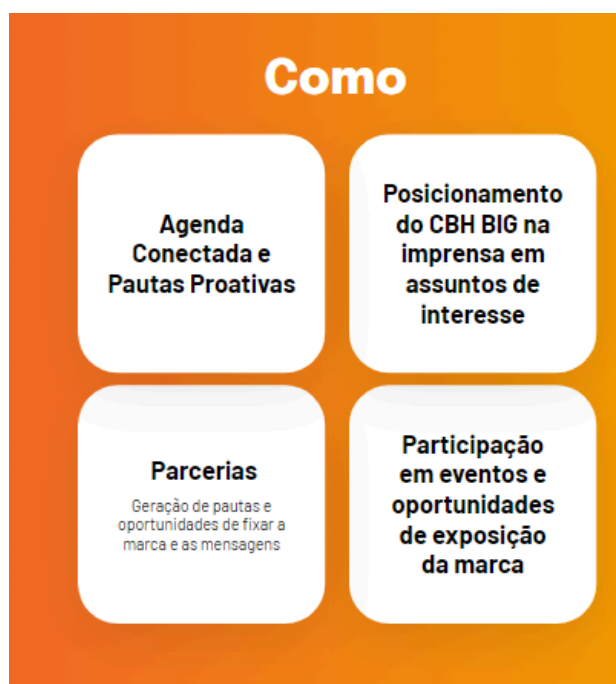 Como
Agenda
Conectada e
Pautas Proativas
Posicionamento
do CBH BIG na
imprensa em
assuntos de
interesse
Parcerias
Geração de pautas e
oportunidades de fixar a
marca e as mensagens
Participação
em eventos e
oportunidades
de exposição
da marca